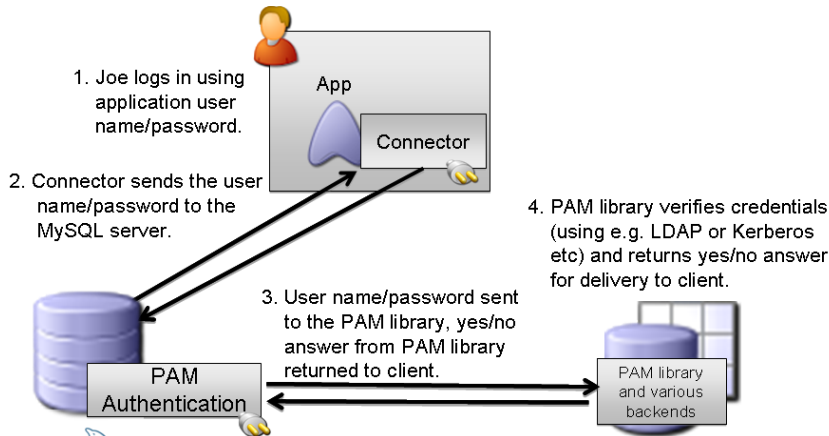 1. Joe logs in using
application user
name/password.
App
Connector
2. Connector sends the user
name/password to the
MySQL server.
4. PAM library verifies credentials
(using e.g. LDAP or Kerberos
etc) and returns yes/no answer
for delivery to client.
3. User name/password sent
to the PAM library, yes/no
answer from PAM library
returned to client.
PAM
Authentication
PAM library
and various
backends